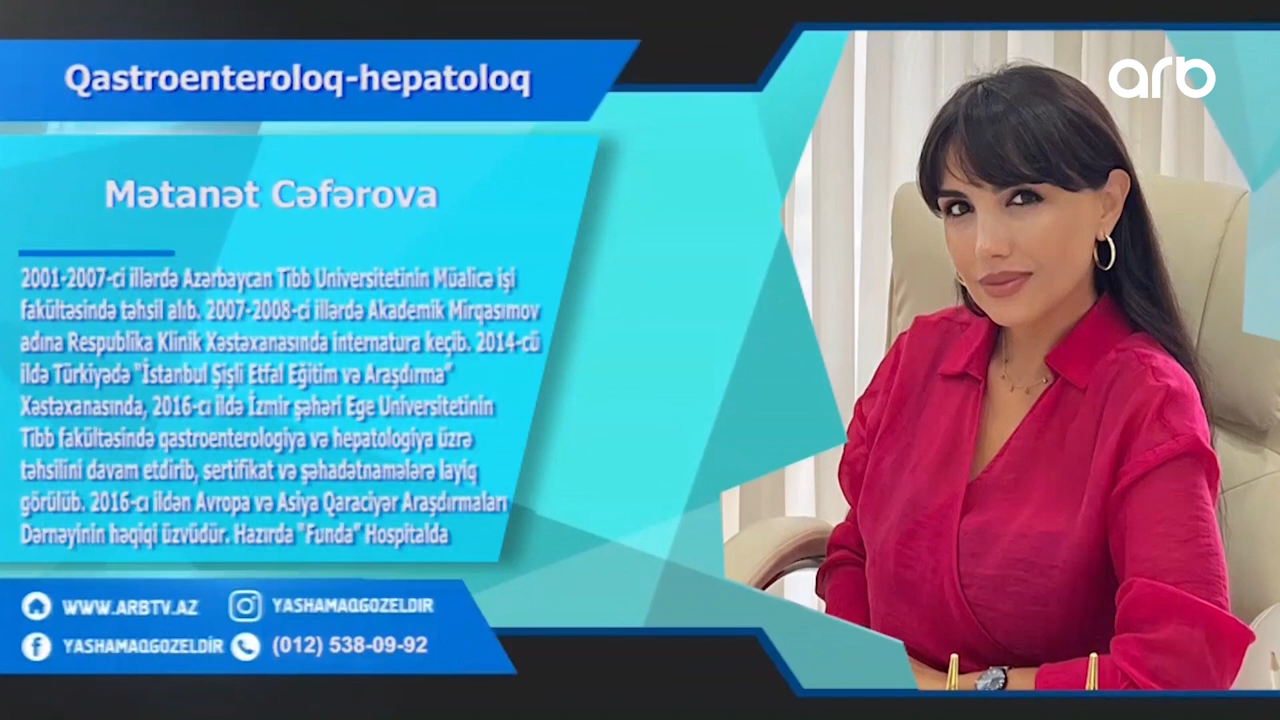 Qastroenteroloq-hepatoloq
arb
Mətanət Cəfərova
2001-2007-ci illərdə Azərbaycan Tibb Universitetinin Müalicə işi
fakültəsində təhsil alıb. 2007-2008-ci illərdə Akademik Mirqasımov
adına Respublika Klinik Xəstəxanasında internatura keçib. 2014-cü
ildə Türkiyədə "İstanbul Şişli Etfal Eğitim və Araşdırma"
Xəstəxanasında, 2016-cı ildə İzmir şəhəri Ege Universitetinin
Tibb fakültəsində qastroenterologiya və hepatologiya üzrə
təhsilini davam etdirib, sertifikat və şəhadətnamələrə layiq
görülüb. 2016-cı ildən Avropa və Asiya Qaraciyər Araşdırmaları
Dərnəyinin həqiqi üzvüdür. Hazırda "Funda" Hospitalda
WWW.ARBTV.AZ
YASHAMAQGOZELDIR
YASHAMAQGOZELDİR
(012) 538-09-92